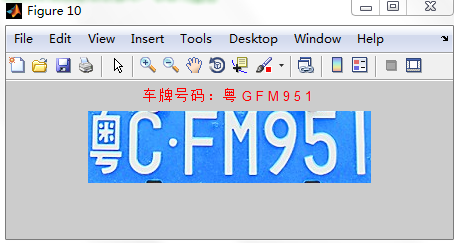 Figure 10
File Edit View Insert Tools Desktop Window Help
车牌号码：粤 G F M 9 5 1
粤C·FM951